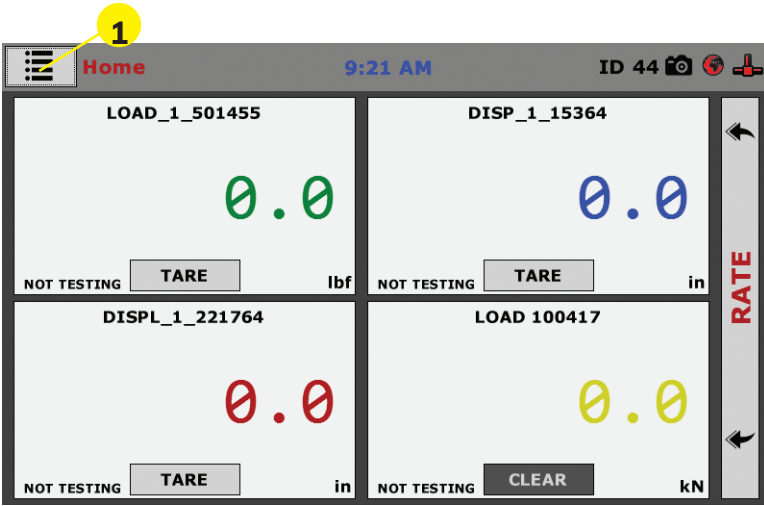 1
Home
9:21 AM
ID 44
LOAD_1_501455
0.0
NOT TESTING
TARE
lbf
DISP_1_15364
0.0
NOT TESTING
TARE
in
DISPL_1_221764
0.0
NOT TESTING
TARE
in
LOAD 100417
0.0
NOT TESTING
CLEAR
kN
RATE